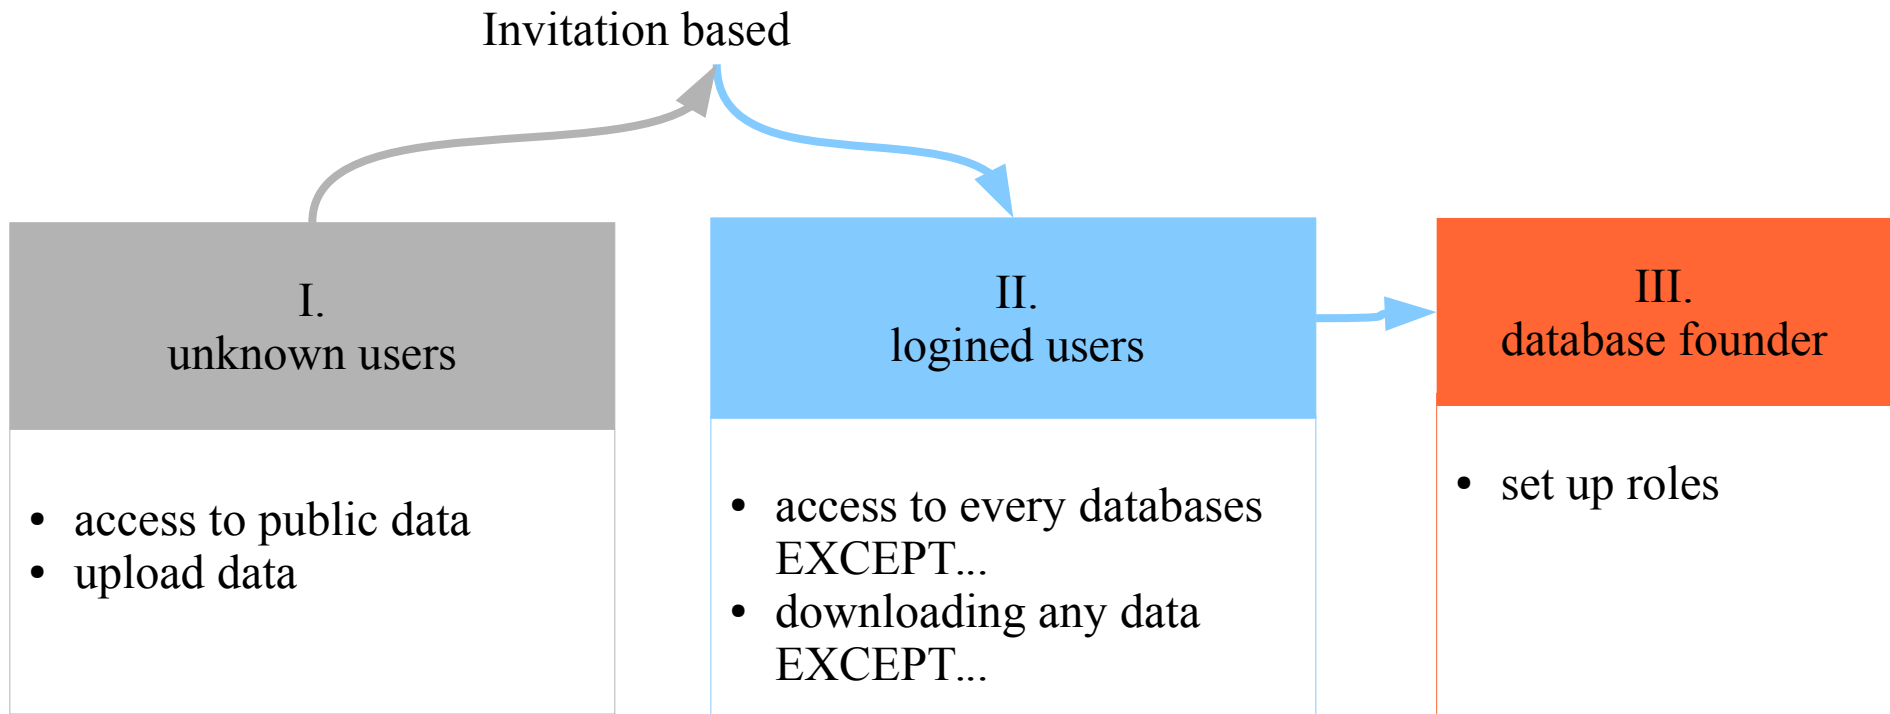 Invitation based
I.
unknown users
• access to public data
• upload data
II.
logined users
• access to every databases
EXCEPT...
• downloading any data
EXCEPT...
III.
database founder
• set up roles